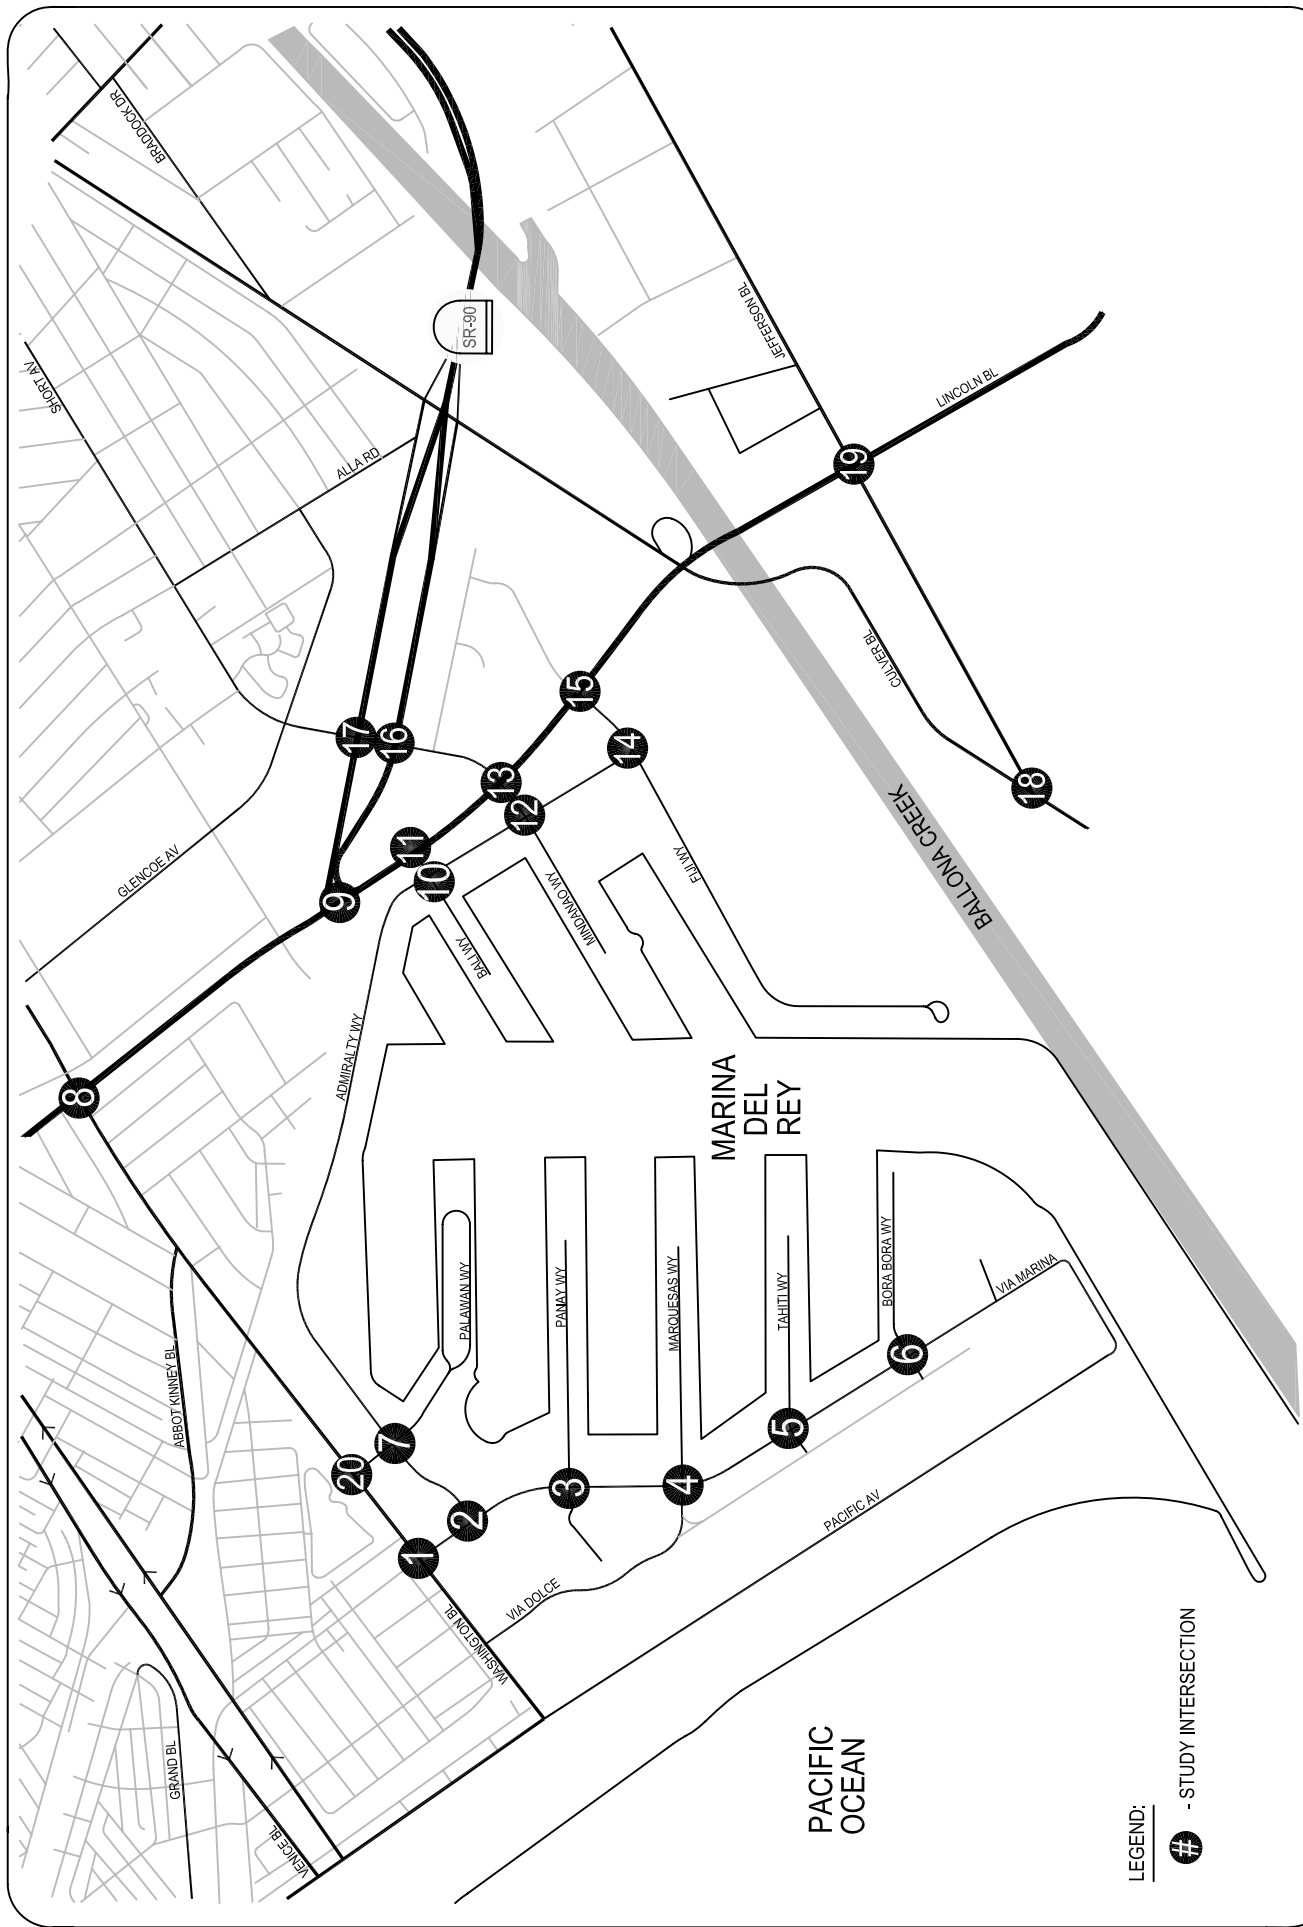 BRADDOCK DR
SHORT AV
SR-90
ALLA RD
JEFFERSON BL
LINCOLN BL
19
CULVER BL
15
17
16
14
13
18
12
11
10
9
GLENCOE AV
FIJI WY
MINDANAO WY
BALI WY
BALLONA CREEK
8
ADMIRALTY WY
MARINA
DEL
REY
ABBOT KINNEY BL
PALAWAN WY
PANAY WY
MARQUESAS WY
TAHITI WY
BORA BORA WY
VIA MARINA
6
5
7
20
3
4
2
1
PACIFIC AV
VIA DOLCE
WASHINGTON BL
GRAND BL
VENICE BL
PACIFIC
OCEAN
LEGEND:
# - STUDY INTERSECTION